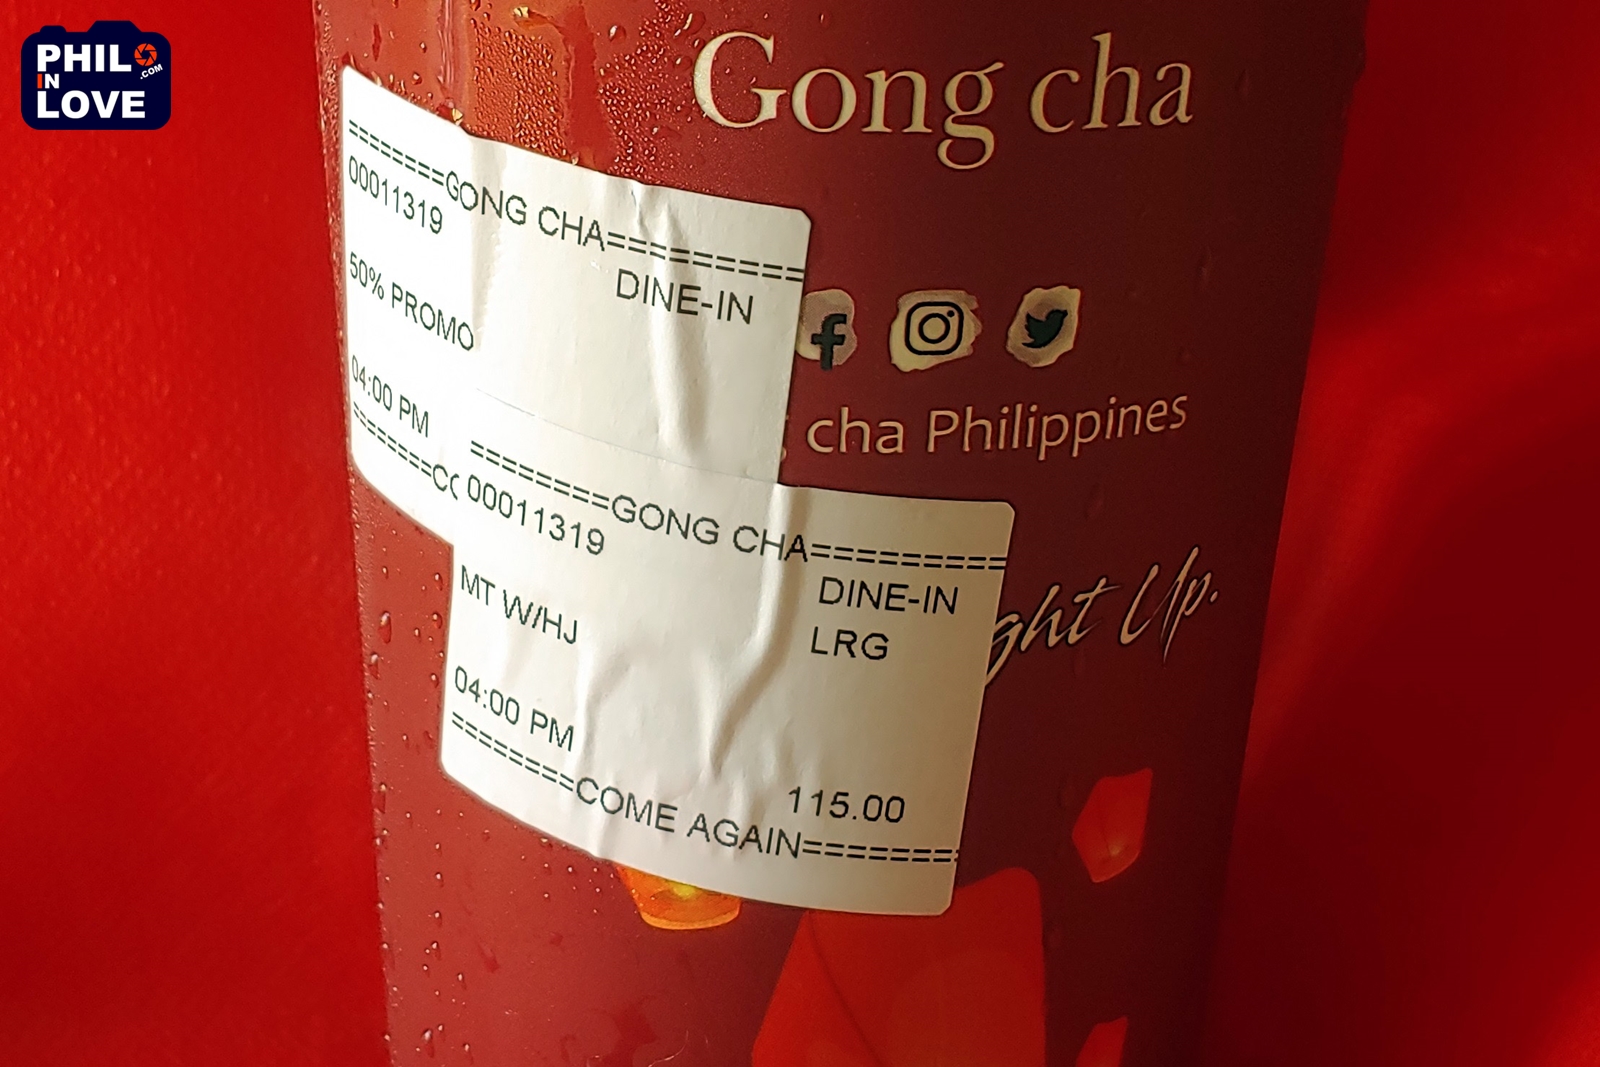 PHIL
IN
.COM
LOVE
Gong cha
========GONG CHA=========
00011319
DINE-IN
50% PROMO
04:00 PM
cha Philippines
=========GONG CHA=========
00011319
DINE-IN
MT W/HJ
LRG
04:00 PM
115.00
========COME AGAIN========
Up.